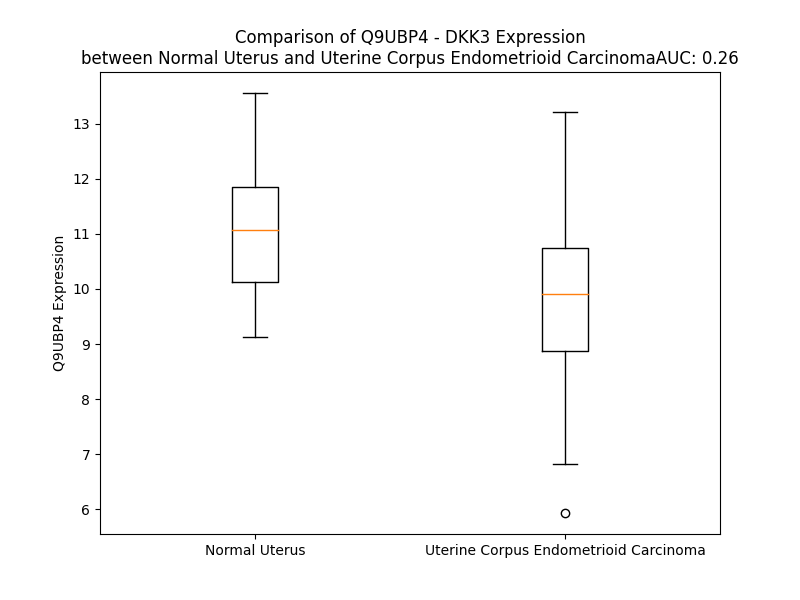 Comparison of Q9UBP4 - DKK3 Expression
between Normal Uterus and Uterine Corpus Endometrioid CarcinomaAUC: 0.26
Q9UBP4 Expression
13
12
11
10
9
8
7
6
Normal Uterus
Uterine Corpus Endometrioid Carcinoma